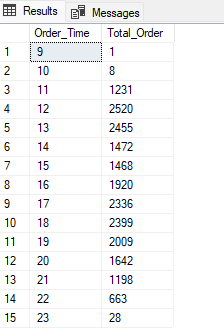 Results Messages
Order_Time Total_Order
1 9 1
2 10 8
3 11 1231
4 12 2520
5 13 2455
6 14 1472
7 15 1468
8 16 1920
9 17 2336
10 18 2399
11 19 2009
12 20 1642
13 21 1198
14 22 663
15 23 28